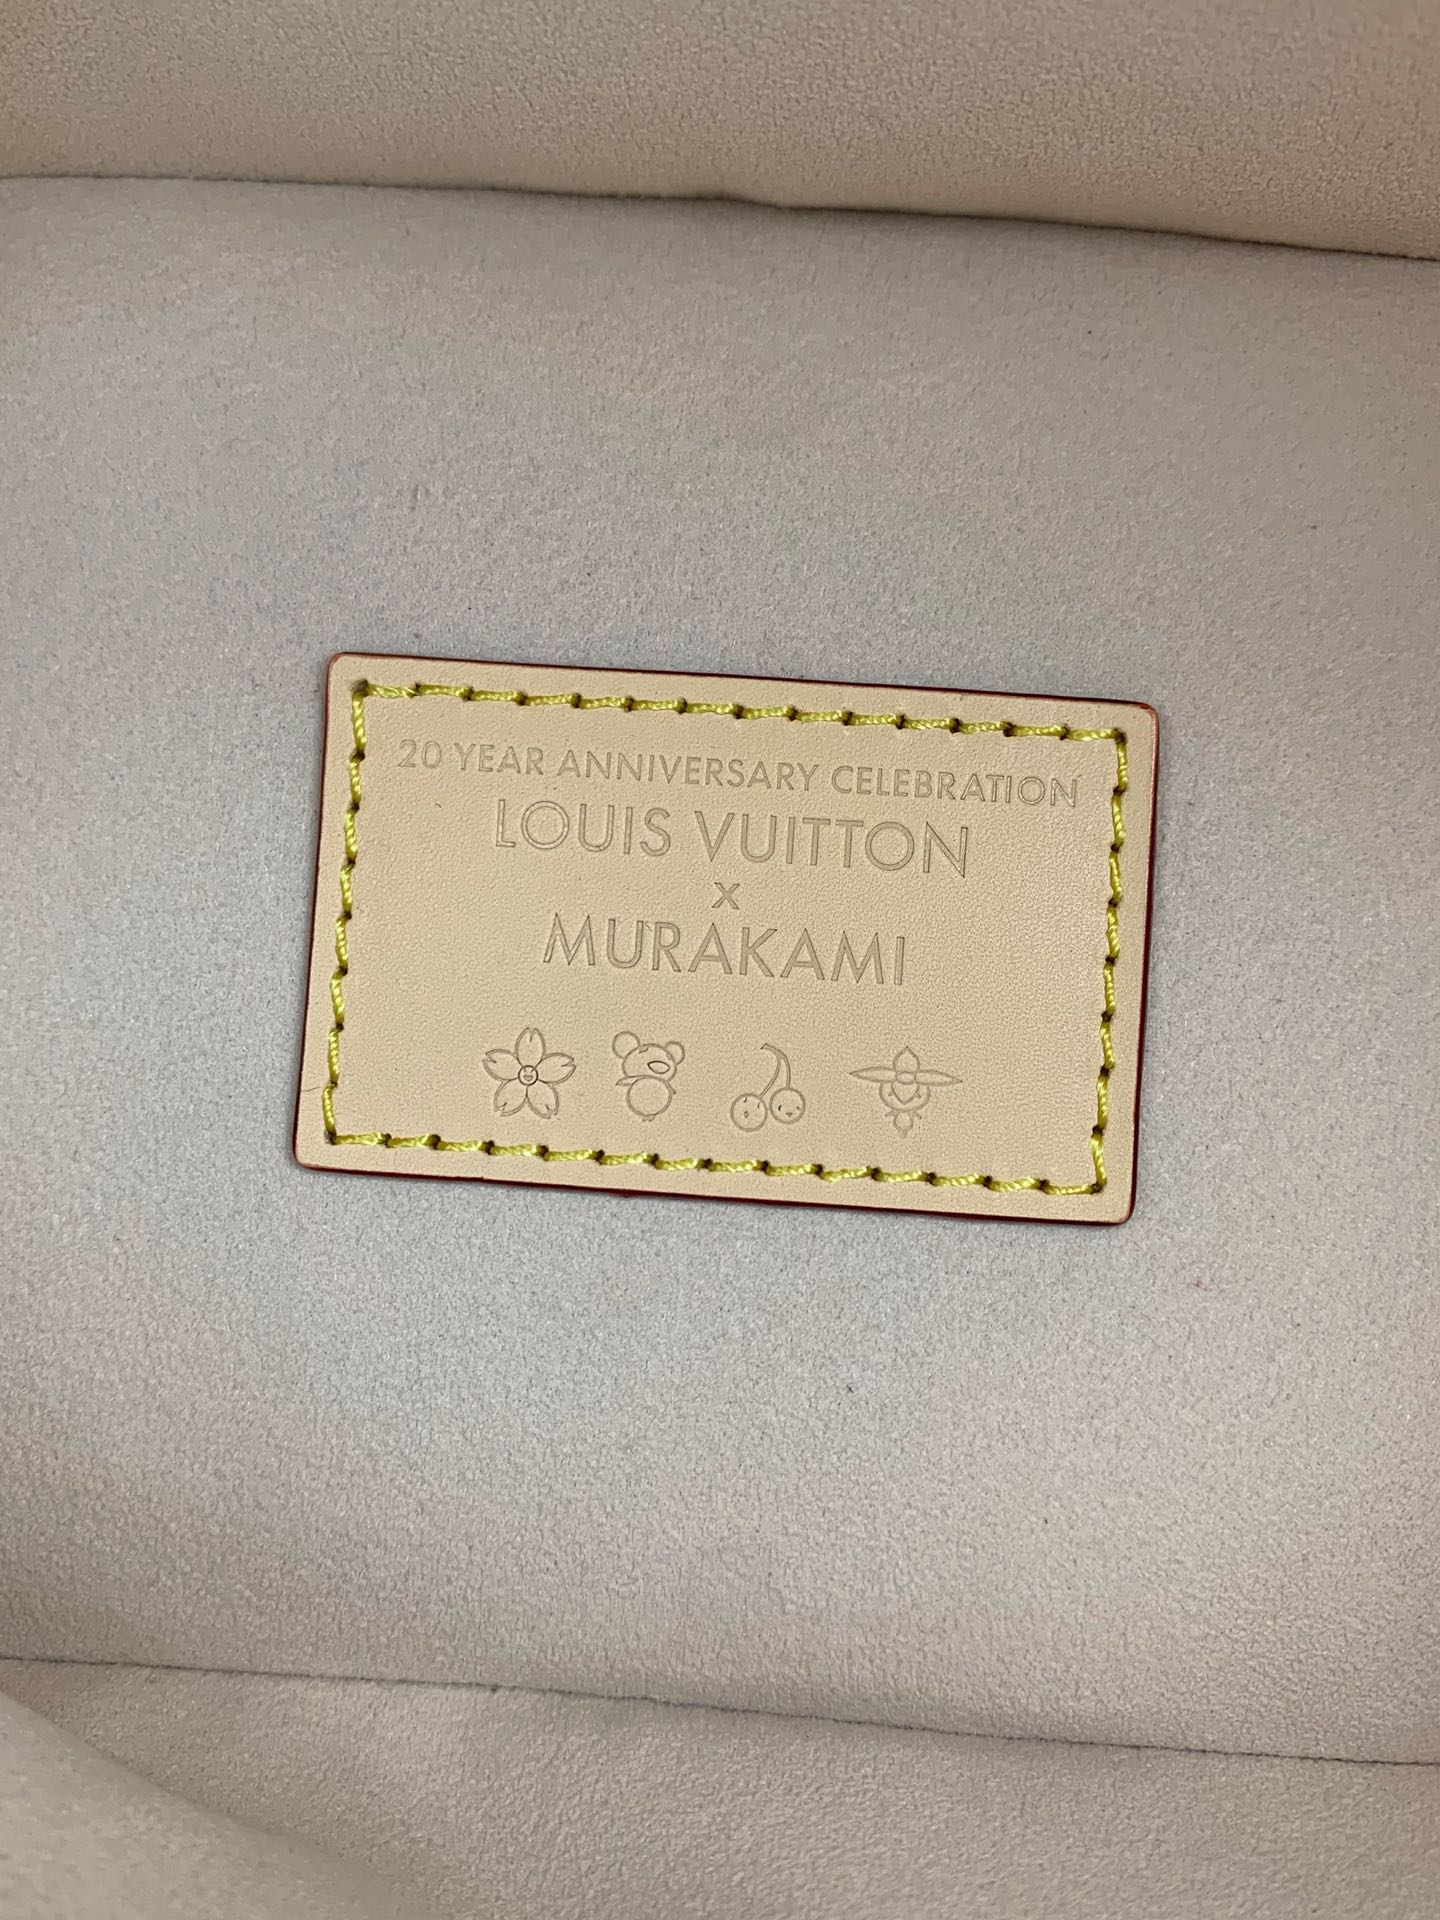 20 YEAR ANNIVERSARY CELEBRATION
LOUIS VUITTON
x
MURAKAMI